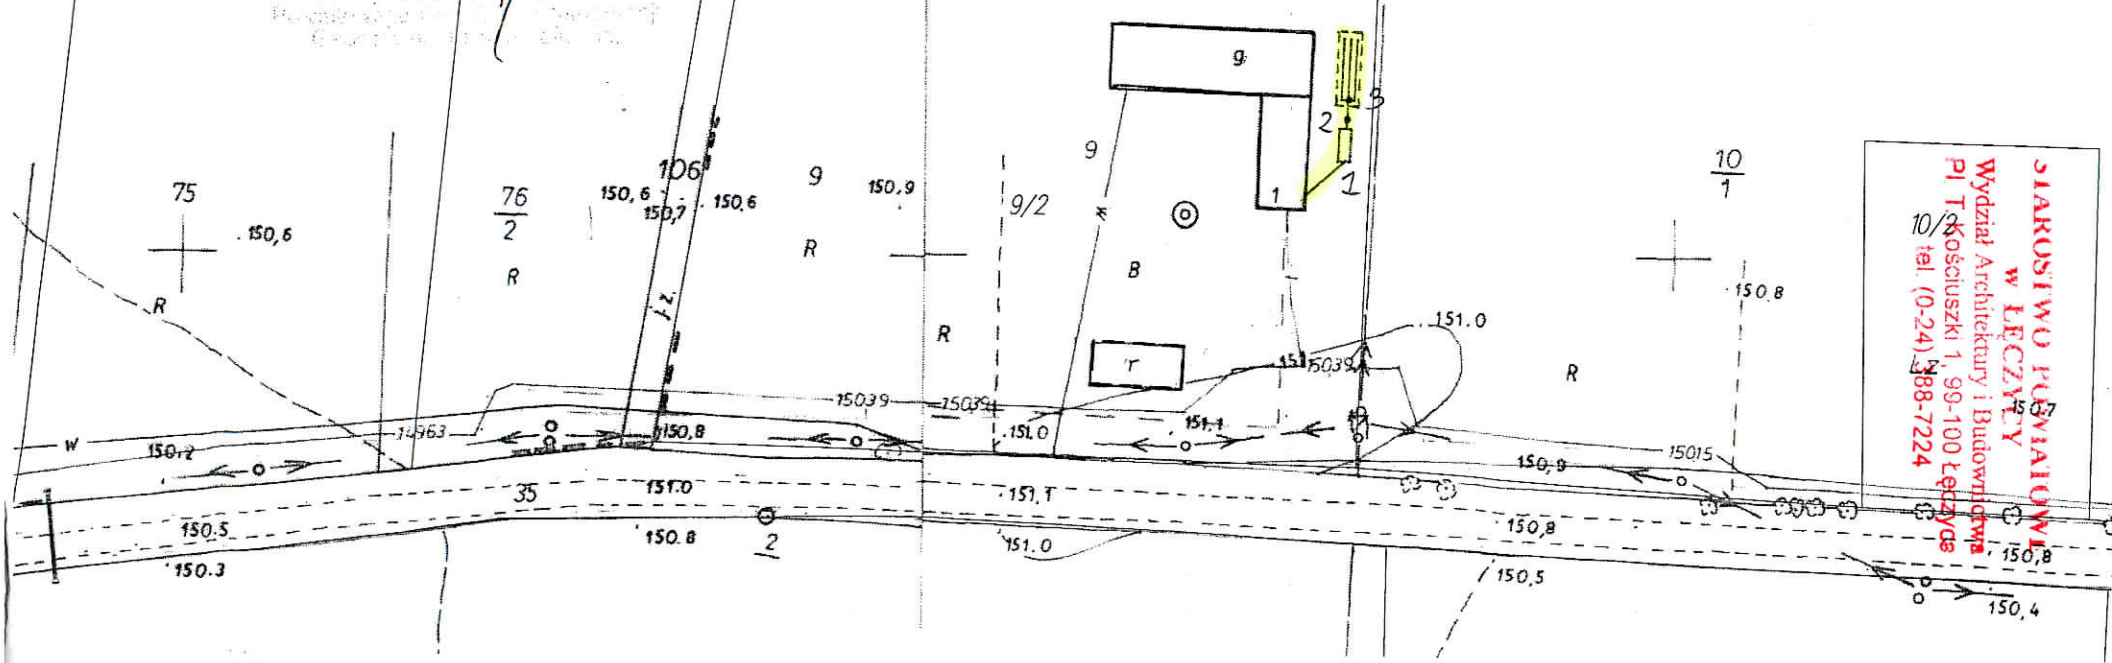 g
3
2
1
1
9
75
76
2
106
9
150,9
150,6
150,7
150,6
150,6
9/2
10
1
10/2
R
R
R
B
R
j.z.
R
r
R
150.8
151.0
Lz
150.7
W
150.2
14963
150,8
15039
15039
151.0
151.1
15039
150,9
15015
35
151.0
151.1
150.5
150.8
2
151.0
150,8
150,8
150.3
150,5
150,4
STAROSTWO POWIATOWE
w ŁĘCZYCY
Wydział Architektury i Budownictwa
Pl. T. Kościuszki 1, 99-100 Łęczyca
tel. (0-24) 388-7224